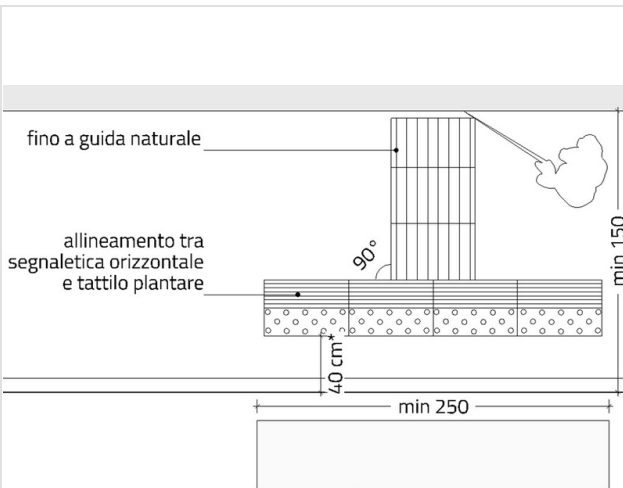 fino a guida naturale
allineamento tra
segnaletica orizzontale
e tattilo plantare
90°
min 150
40 cm*
min 250